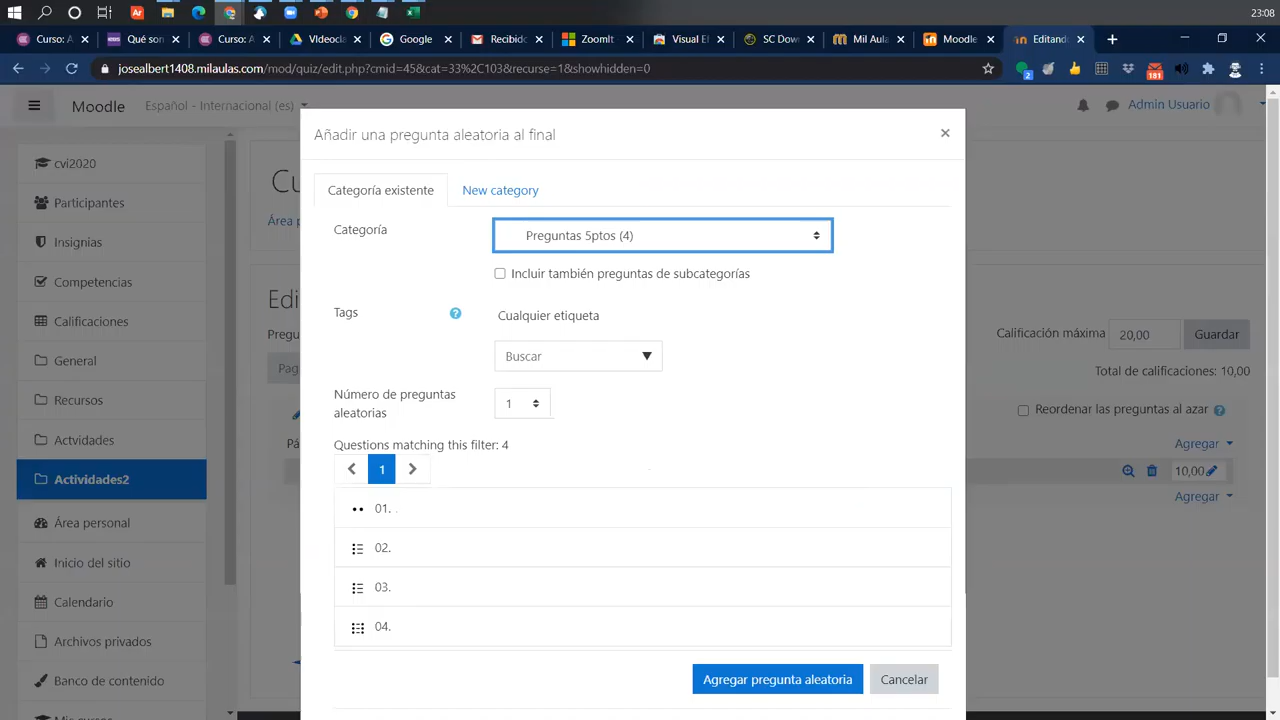 23:08
Curso: A
Qué son
Curso: A
Videocla
Google
Recibido
ZoomIt
Visual Ef
SC Dow
Mil Aula
Moodle
Editando
josealbert1408.milaulas.com/mod/quiz/edit.php?cmid=45&cat=33%2C103&recurse=1&showhidden=0
2
181
Moodle
Español - Internacional (es)
Admin Usuario
Añadir una pregunta aleatoria al final
cvi2020
Participantes
Insignias
Competencias
Calificaciones
General
Recursos
Actvidades
Actividades2
Área personal
Inicio del sitio
Calendario
Archivos privados
Banco de contenido
Categoría existente
New category
Categoría
Preguntas 5ptos (4)
Incluir también preguntas de subcategorías
Tags
Cualquier etiqueta
Buscar
Número de preguntas
aleatorias
1
Questions matching this filter: 4
1
01. .
02.
03.
04.
Agregar pregunta aleatoria
Cancelar
Calificación máxima
20,00
Guardar
Total de calificaciones: 10,00
Reordenar las preguntas al azar
Agregar
10,00
Agregar